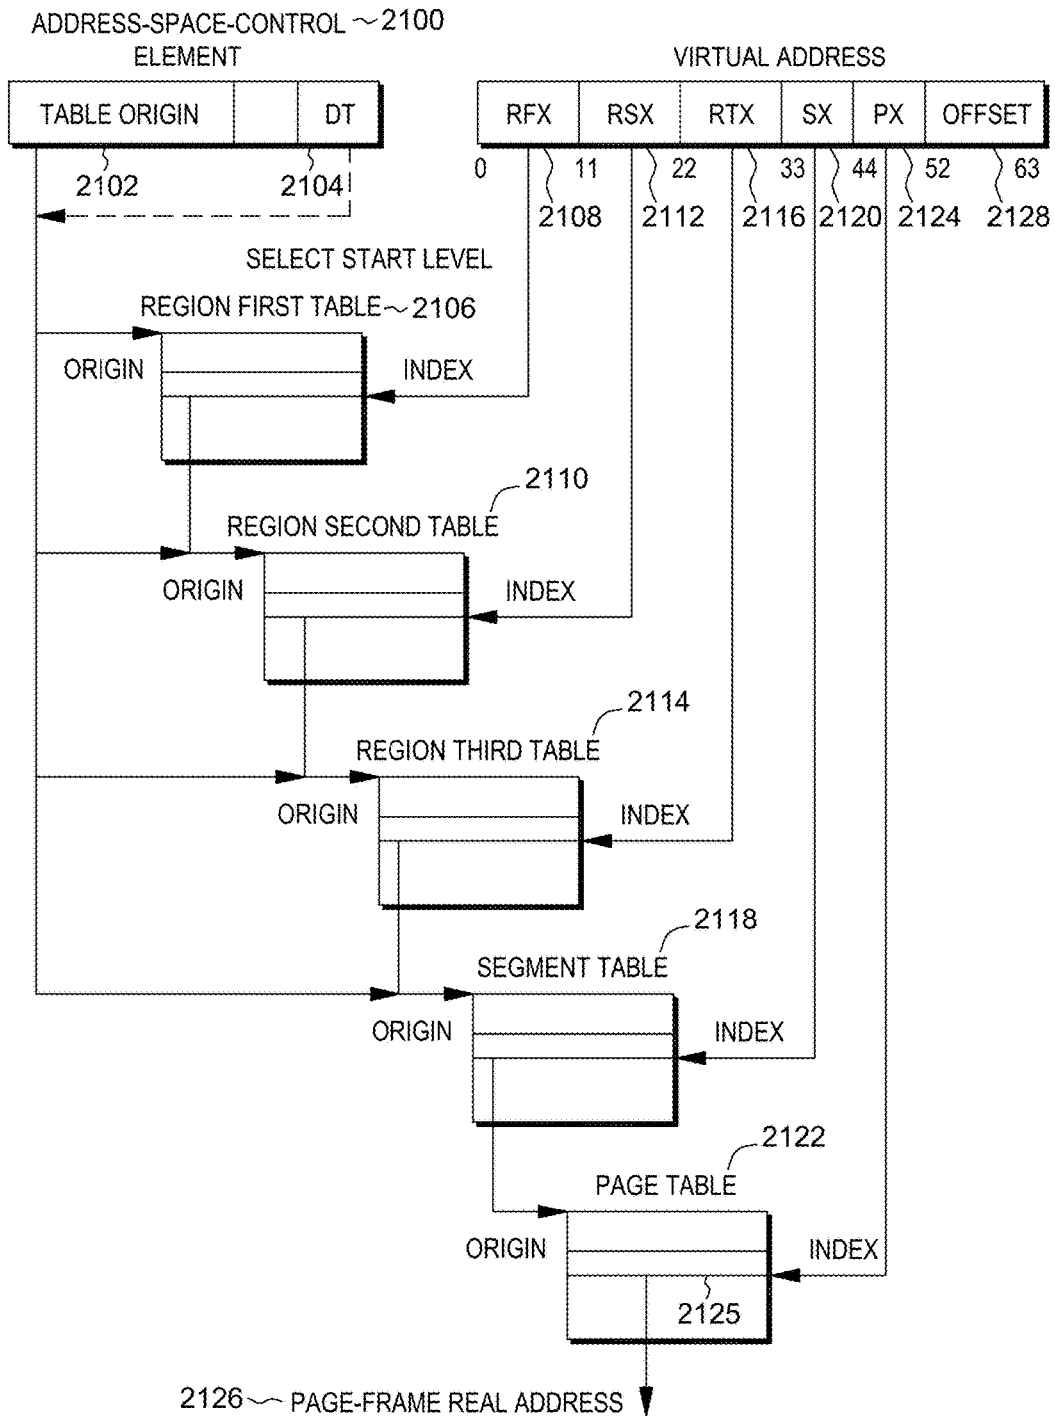 ADDRESS-SPACE-CONTROL 2100
ELEMENT
VIRTUAL ADDRESS
TABLE ORIGIN DT
RFX RSX RTX SX PX OFFSET
2102 2104
0 11 22 33 44 52 63
2108 2112 2116 2120 2124 2128
SELECT START LEVEL
REGION FIRST TABLE 2106
ORIGIN INDEX
2110
REGION SECOND TABLE
ORIGIN INDEX
2114
REGION THIRD TABLE
ORIGIN INDEX
2118
SEGMENT TABLE
ORIGIN INDEX
2122
PAGE TABLE
ORIGIN INDEX
2125
2126 PAGE-FRAME REAL ADDRESS